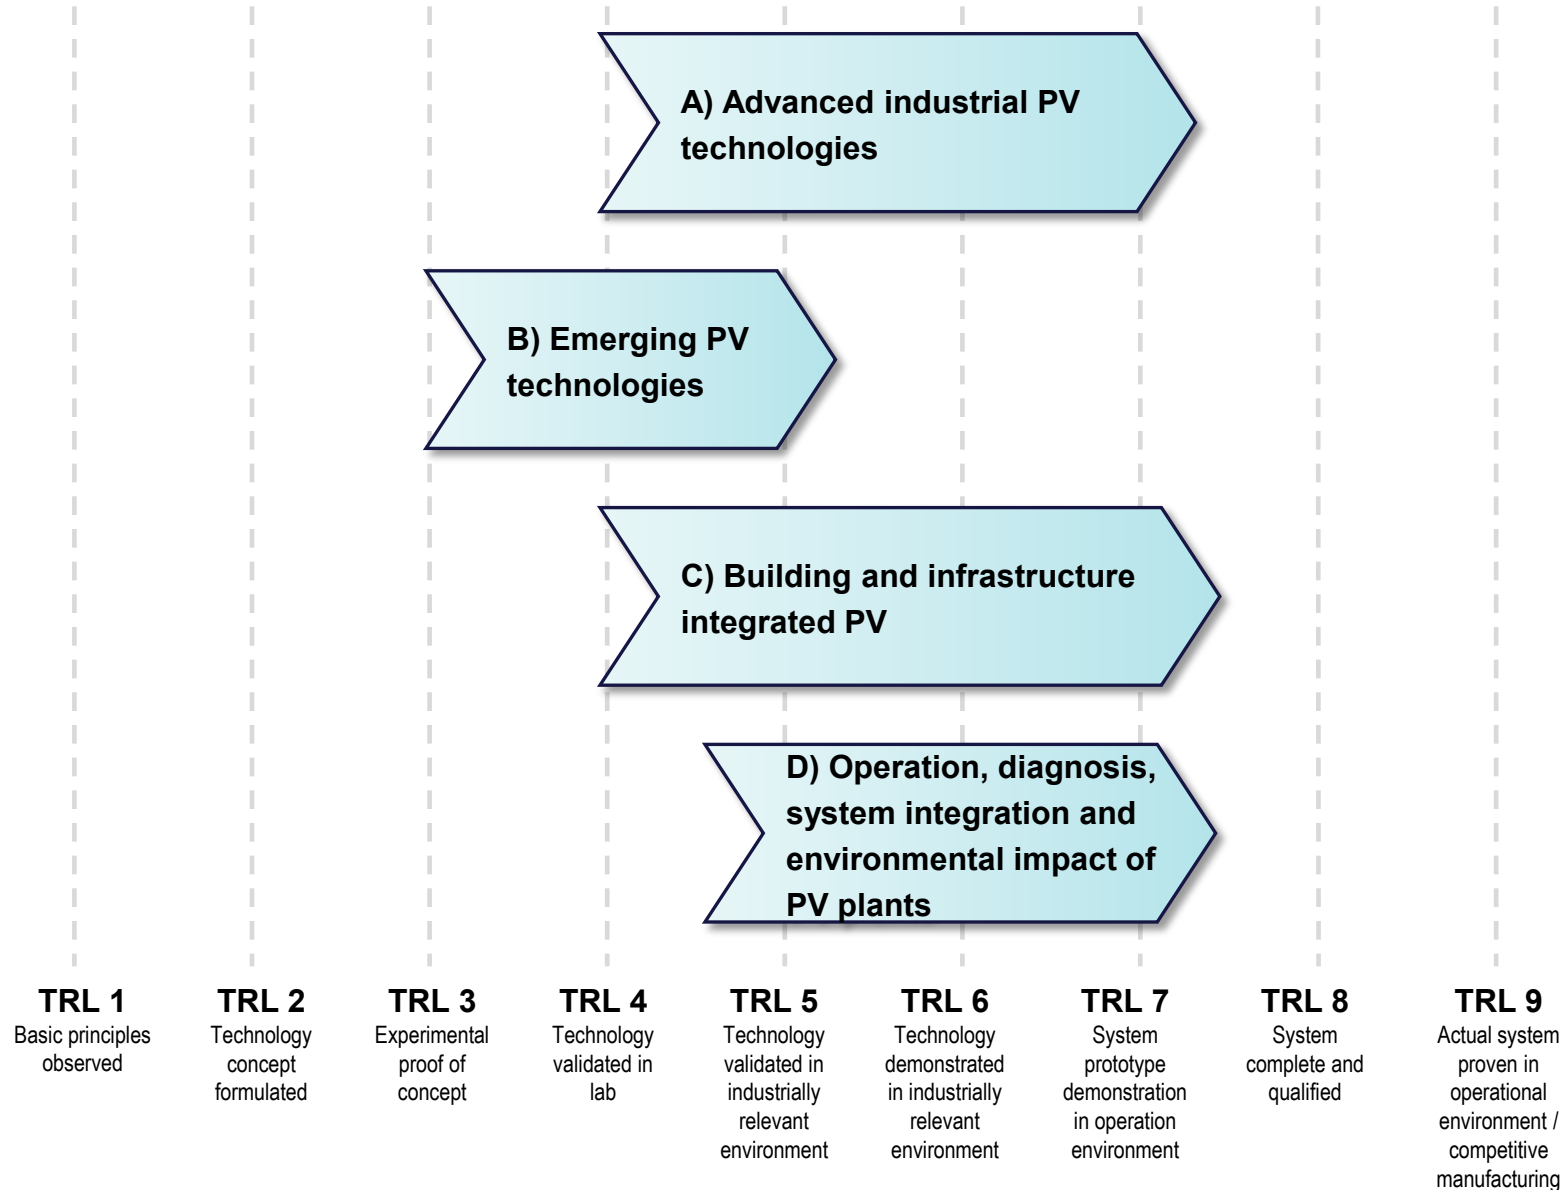 A) Advanced industrial PV
technologies
B) Emerging PV
technologies
C) Building and infrastructure
integrated PV
D) Operation, diagnosis,
system integration and
environmental impact of
PV plants
TRL 1
Basic principles
observed
TRL 2
Technology
concept
formulated
TRL 3
Experimental
proof of
concept
TRL 4
Technology
validated in
lab
TRL 5
Technology
validated in
industrially
relevant
environment
TRL 6
Technology
demonstrated
in industrially
relevant
environment
TRL 7
System
prototype
demonstration
in operation
environment
TRL 8
System
complete and
qualified
TRL 9
Actual system
proven in
operational
environment /
competitive
manufacturing